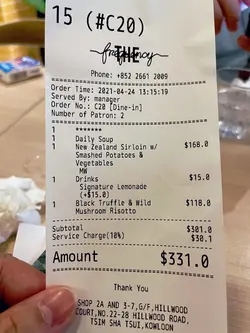 15 (#C20)
THE
frequency
Phone: +852 2661 2009
Order Time: 2021-04-24 13:15:19
Served By: manager
Order No.: C20 [Dine-in]
Number of Patron: 2
1 *******
1 Daily Soup
1 New Zealand Sirloin w/ $168.0
Smashed Potatoes &
Vegetables
MW
1 Drinks $15.0
Signature Lemonade
(+$15.0)
1 Black Truffle & Wild $118.0
Mushroom Risotto
Subtotal $301.0
Service Charge(10%) $30.1
Amount $331.0
Thank You
SHOP 2A AND 3-7,G/F,HILLWOOD
COURT,NO.22-28 HILLWOOD ROAD,
TSIM SHA TSUI,KOWLOON